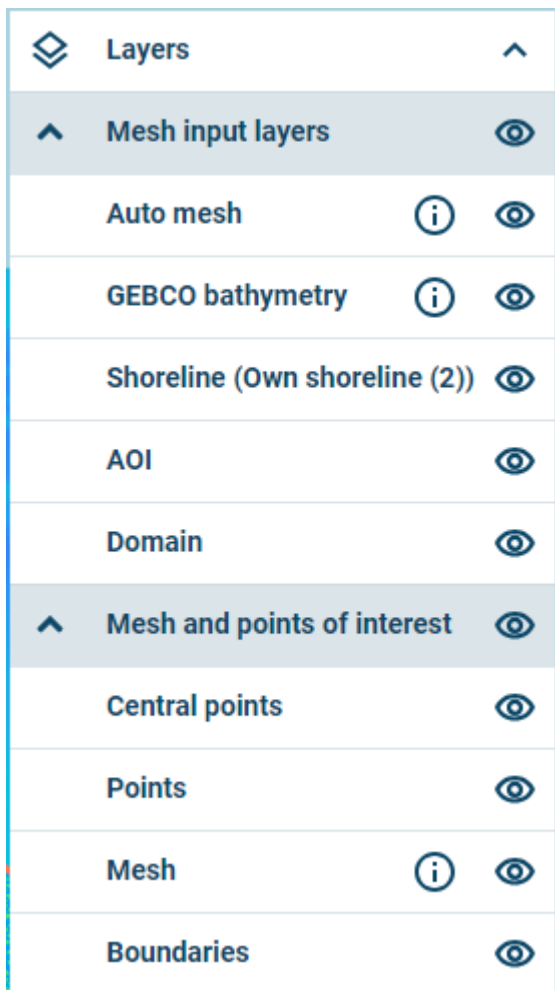 Layers
Mesh input layers
Auto mesh
GEBCO bathymetry
Shoreline (Own shoreline (2))
AOI
Domain
Mesh and points of interest
Central points
Points
Mesh
Boundaries